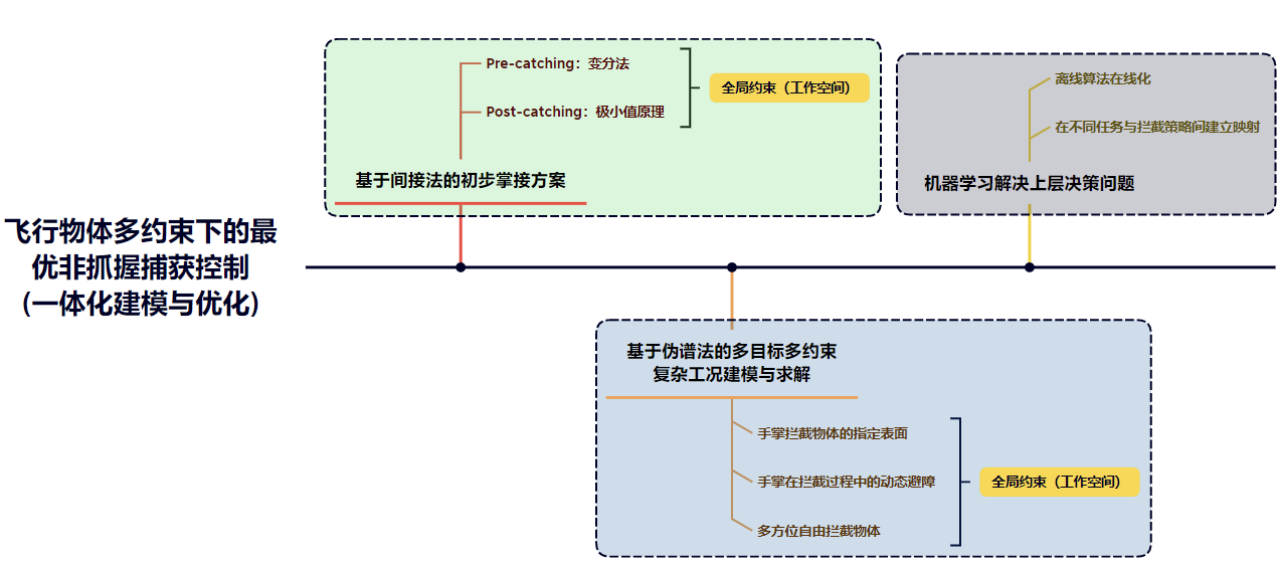 飞行物体多约束下的最
优非抓握捕获控制
(一体化建模与优化)
Pre-catching：变分法
Post-catching：极小值原理
全局约束（工作空间）
基于间接法的初步掌接方案
离线算法在线化
在不同任务与拦截策略间建立映射
机器学习解决上层决策问题
基于伪谱法的多目标多约束
复杂工况建模与求解
手掌拦截物体的指定表面
手掌在拦截过程中的动态避障
多方位自由拦截物体
全局约束（工作空间）